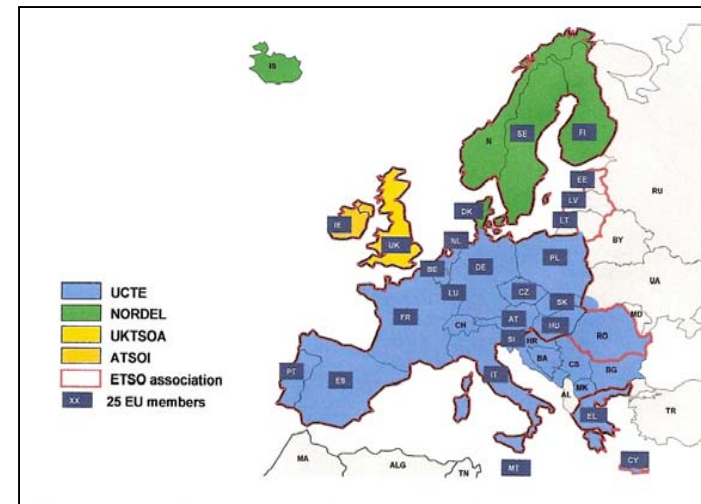 IS
N
SE
FI
EE
LV
LT
RU
BY
DK
IE
UK
NL
BE
DE
PL
LU
CZ
SK
UA
MD
FR
CH
AT
HU
RO
SI
HR
BA
CS
BG
MK
AL
IT
PT
ES
EL
TR
MA
ALG
TN
MT
CY
UCTE
NORDEL
UKTSOA
ATSOI
ETSO association
XX 25 EU members